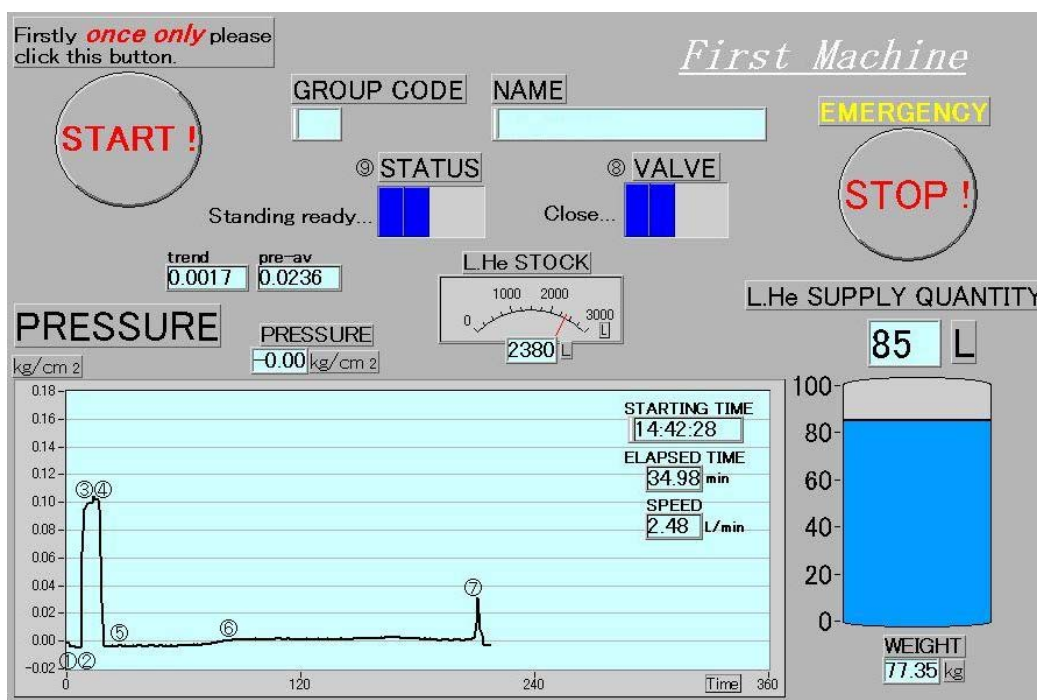 Firstly once only please
click this button.
First Machine
START !
GROUP CODE
NAME
EMERGENCY
STOP !
⑨ STATUS
⑧ VALVE
Standing ready...
Close...
trend
pre-av
0.0017
0.0236
L.He STOCK
0
1000
2000
3000
L
2380 L
L.He SUPPLY QUANTITY
85 L
PRESSURE
kg/cm 2
PRESSURE
-0.00 kg/cm 2
0.18
0.16
0.14
0.12
0.10
0.08
0.06
0.04
0.02
0.00
-0.02
① ② ③ ④ ⑤ ⑥ ⑦
STARTING TIME
14:42:28
ELAPSED TIME
34.98 min
SPEED
2.48 L/min
0
120
240
Time
360
100
80
60
40
20
0
WEIGHT
77.35 kg